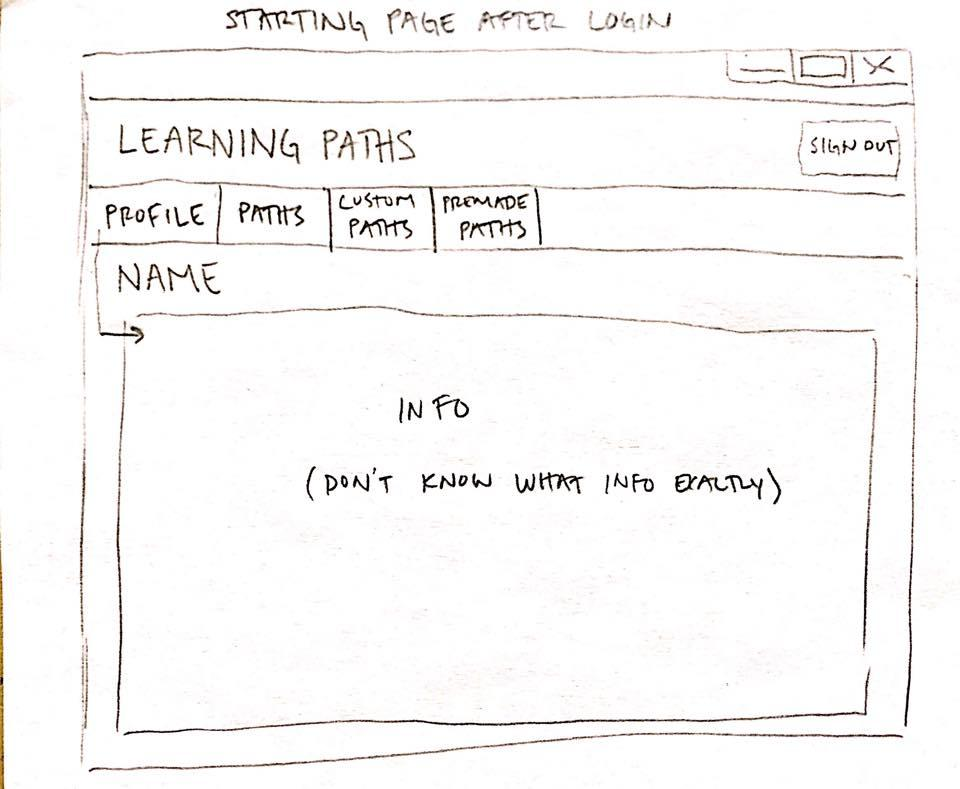 STARTING PAGE AFTER LOGIN
LEARNING PATHS
SIGN OUT
PROFILE
PATHS
CUSTOM
PATHS
PREMADE
PATHS
NAME
INFO
(DON'T KNOW WHAT INFO EXACTLY)